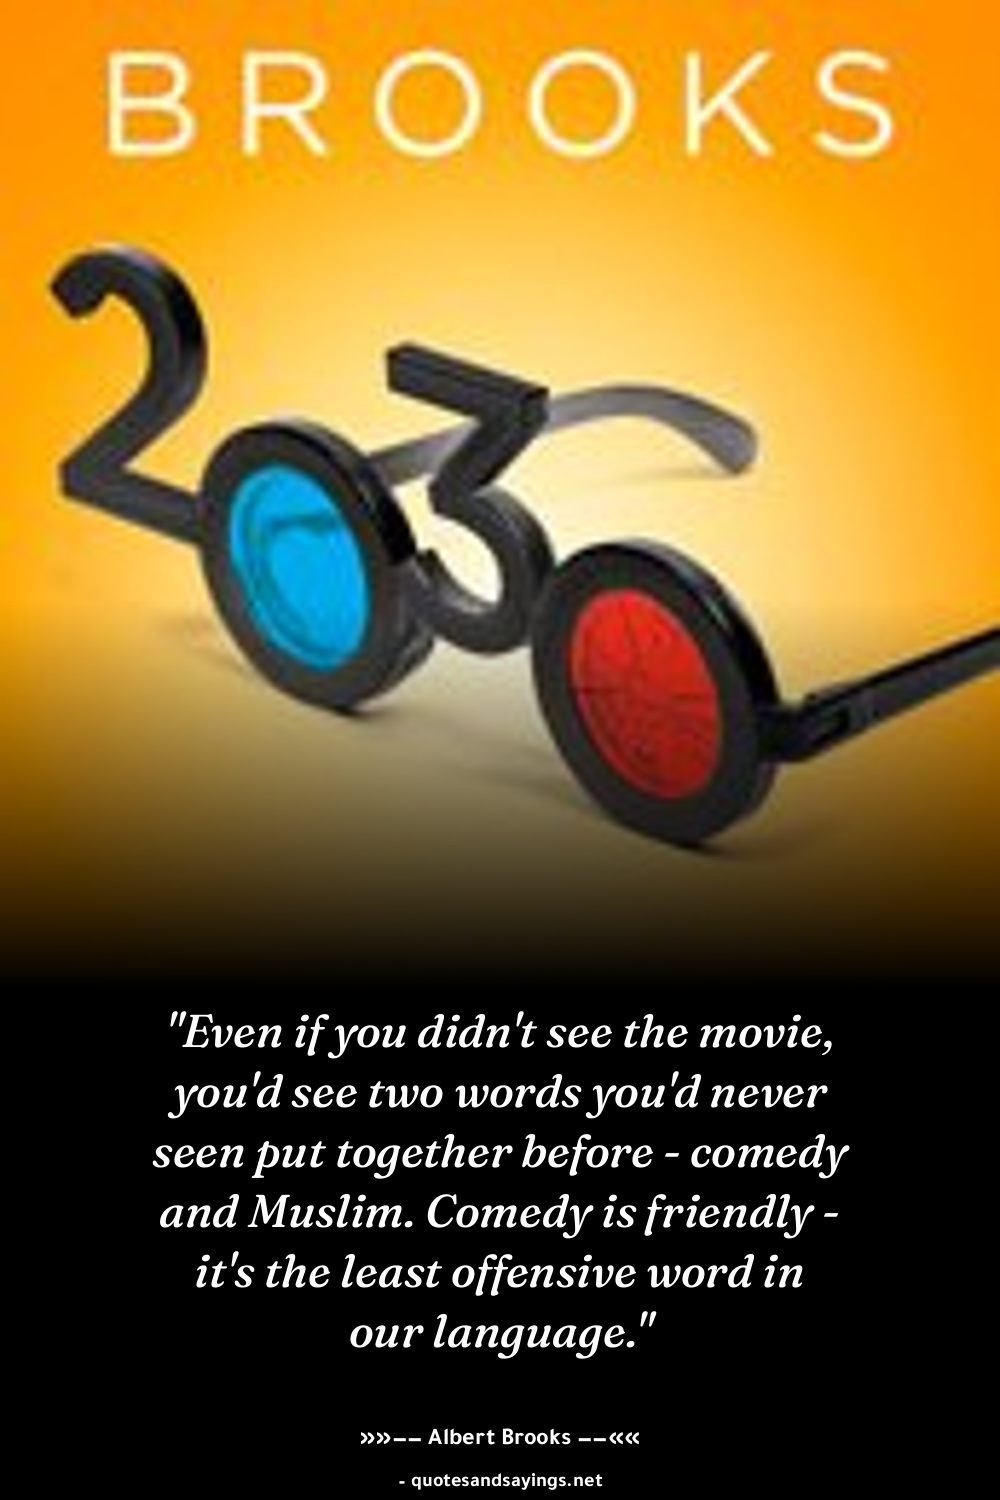 BROOKS
2030
"Even if you didn't see the movie,
you'd see two words you'd never
seen put together before - comedy
and Muslim. Comedy is friendly -
it's the least offensive word in
our language."
»»–– Albert Brooks ––««
- quotesandsayings.net